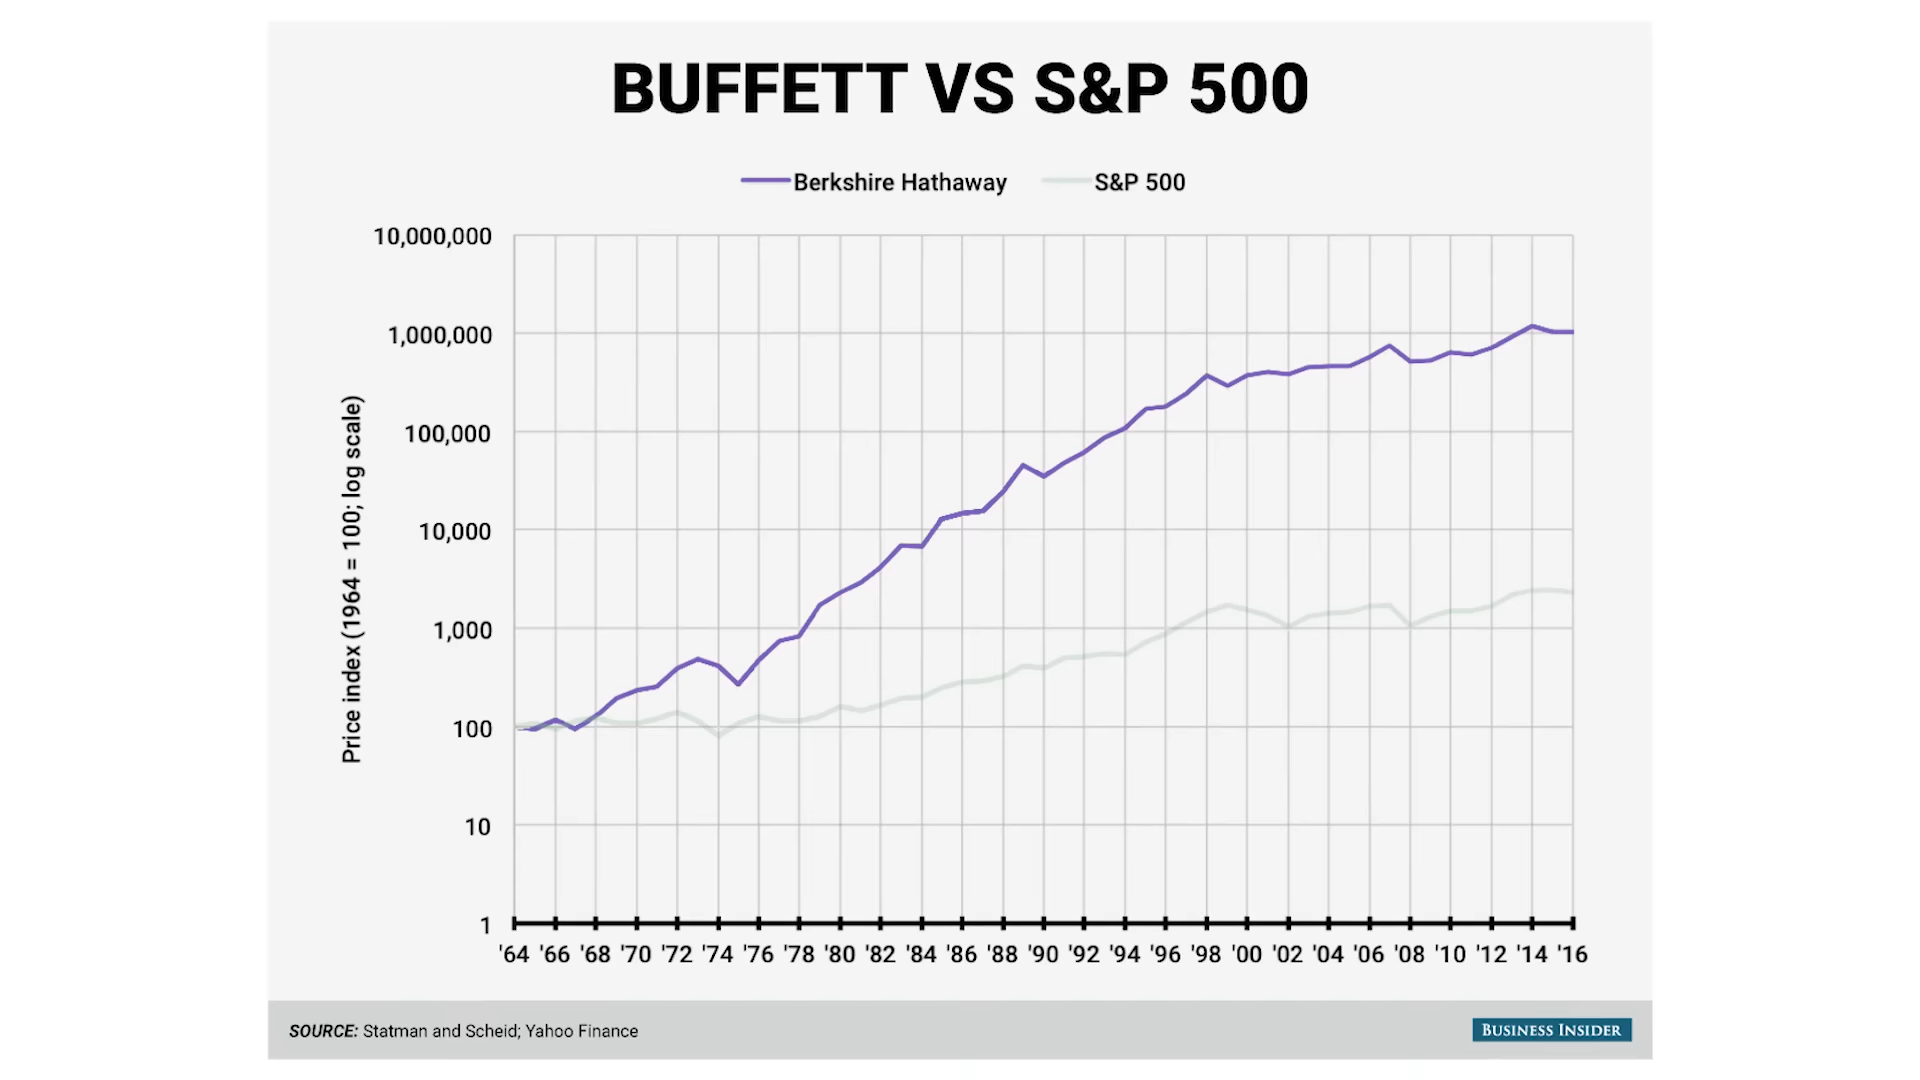 BUFFETT VS S&P 500
Berkshire Hathaway S&P 500
10,000,000
1,000,000
100,000
10,000
1,000
100
10
1
Price index (1964 = 100; log scale)
'64 '66 '68 '70 '72 '74 '76 '78 '80 '82 '84 '86 '88 '90 '92 '94 '96 '98 '00 '02 '04 '06 '08 '10 '12 '14 '16
SOURCE: Statman and Scheid; Yahoo Finance
BUSINESS INSIDER